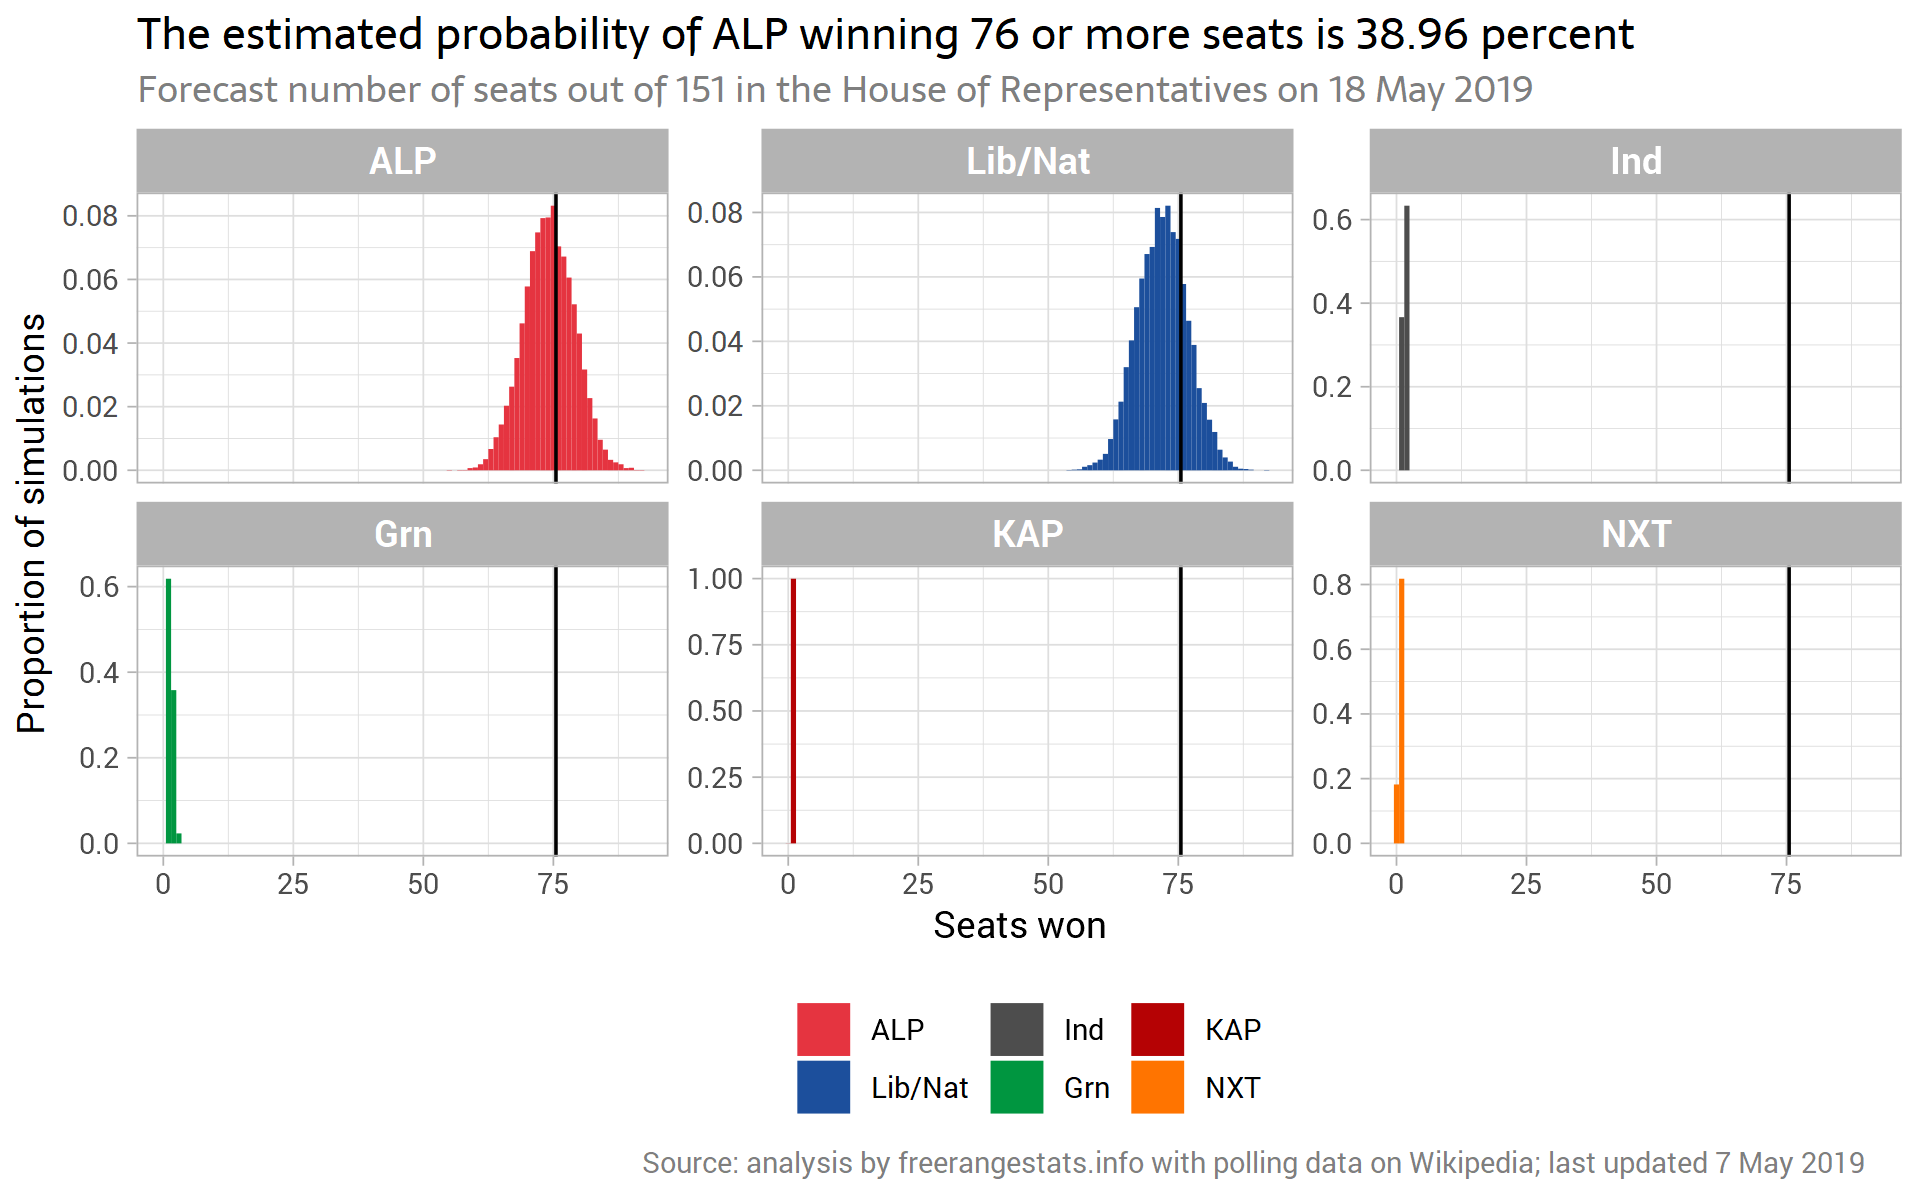 The estimated probability of ALP winning 76 or more seats is 38.96 percent
Forecast number of seats out of 151 in the House of Representatives on 18 May 2019
ALP
Lib/Nat
Ind
0.08
0.06
0.04
0.02
0.00
0.08
0.06
0.04
0.02
0.00
0.6
0.4
0.2
0.0
Proportion of simulations
Grn
KAP
NXT
0.6
0.4
0.2
0.0
1.00
0.75
0.50
0.25
0.00
0.8
0.6
0.4
0.2
0.0
0 25 50 75
0 25 50 75
0 25 50 75
Seats won
ALP
Ind
KAP
Lib/Nat
Grn
NXT
Source: analysis by freerangestats.info with polling data on Wikipedia; last updated 7 May 2019